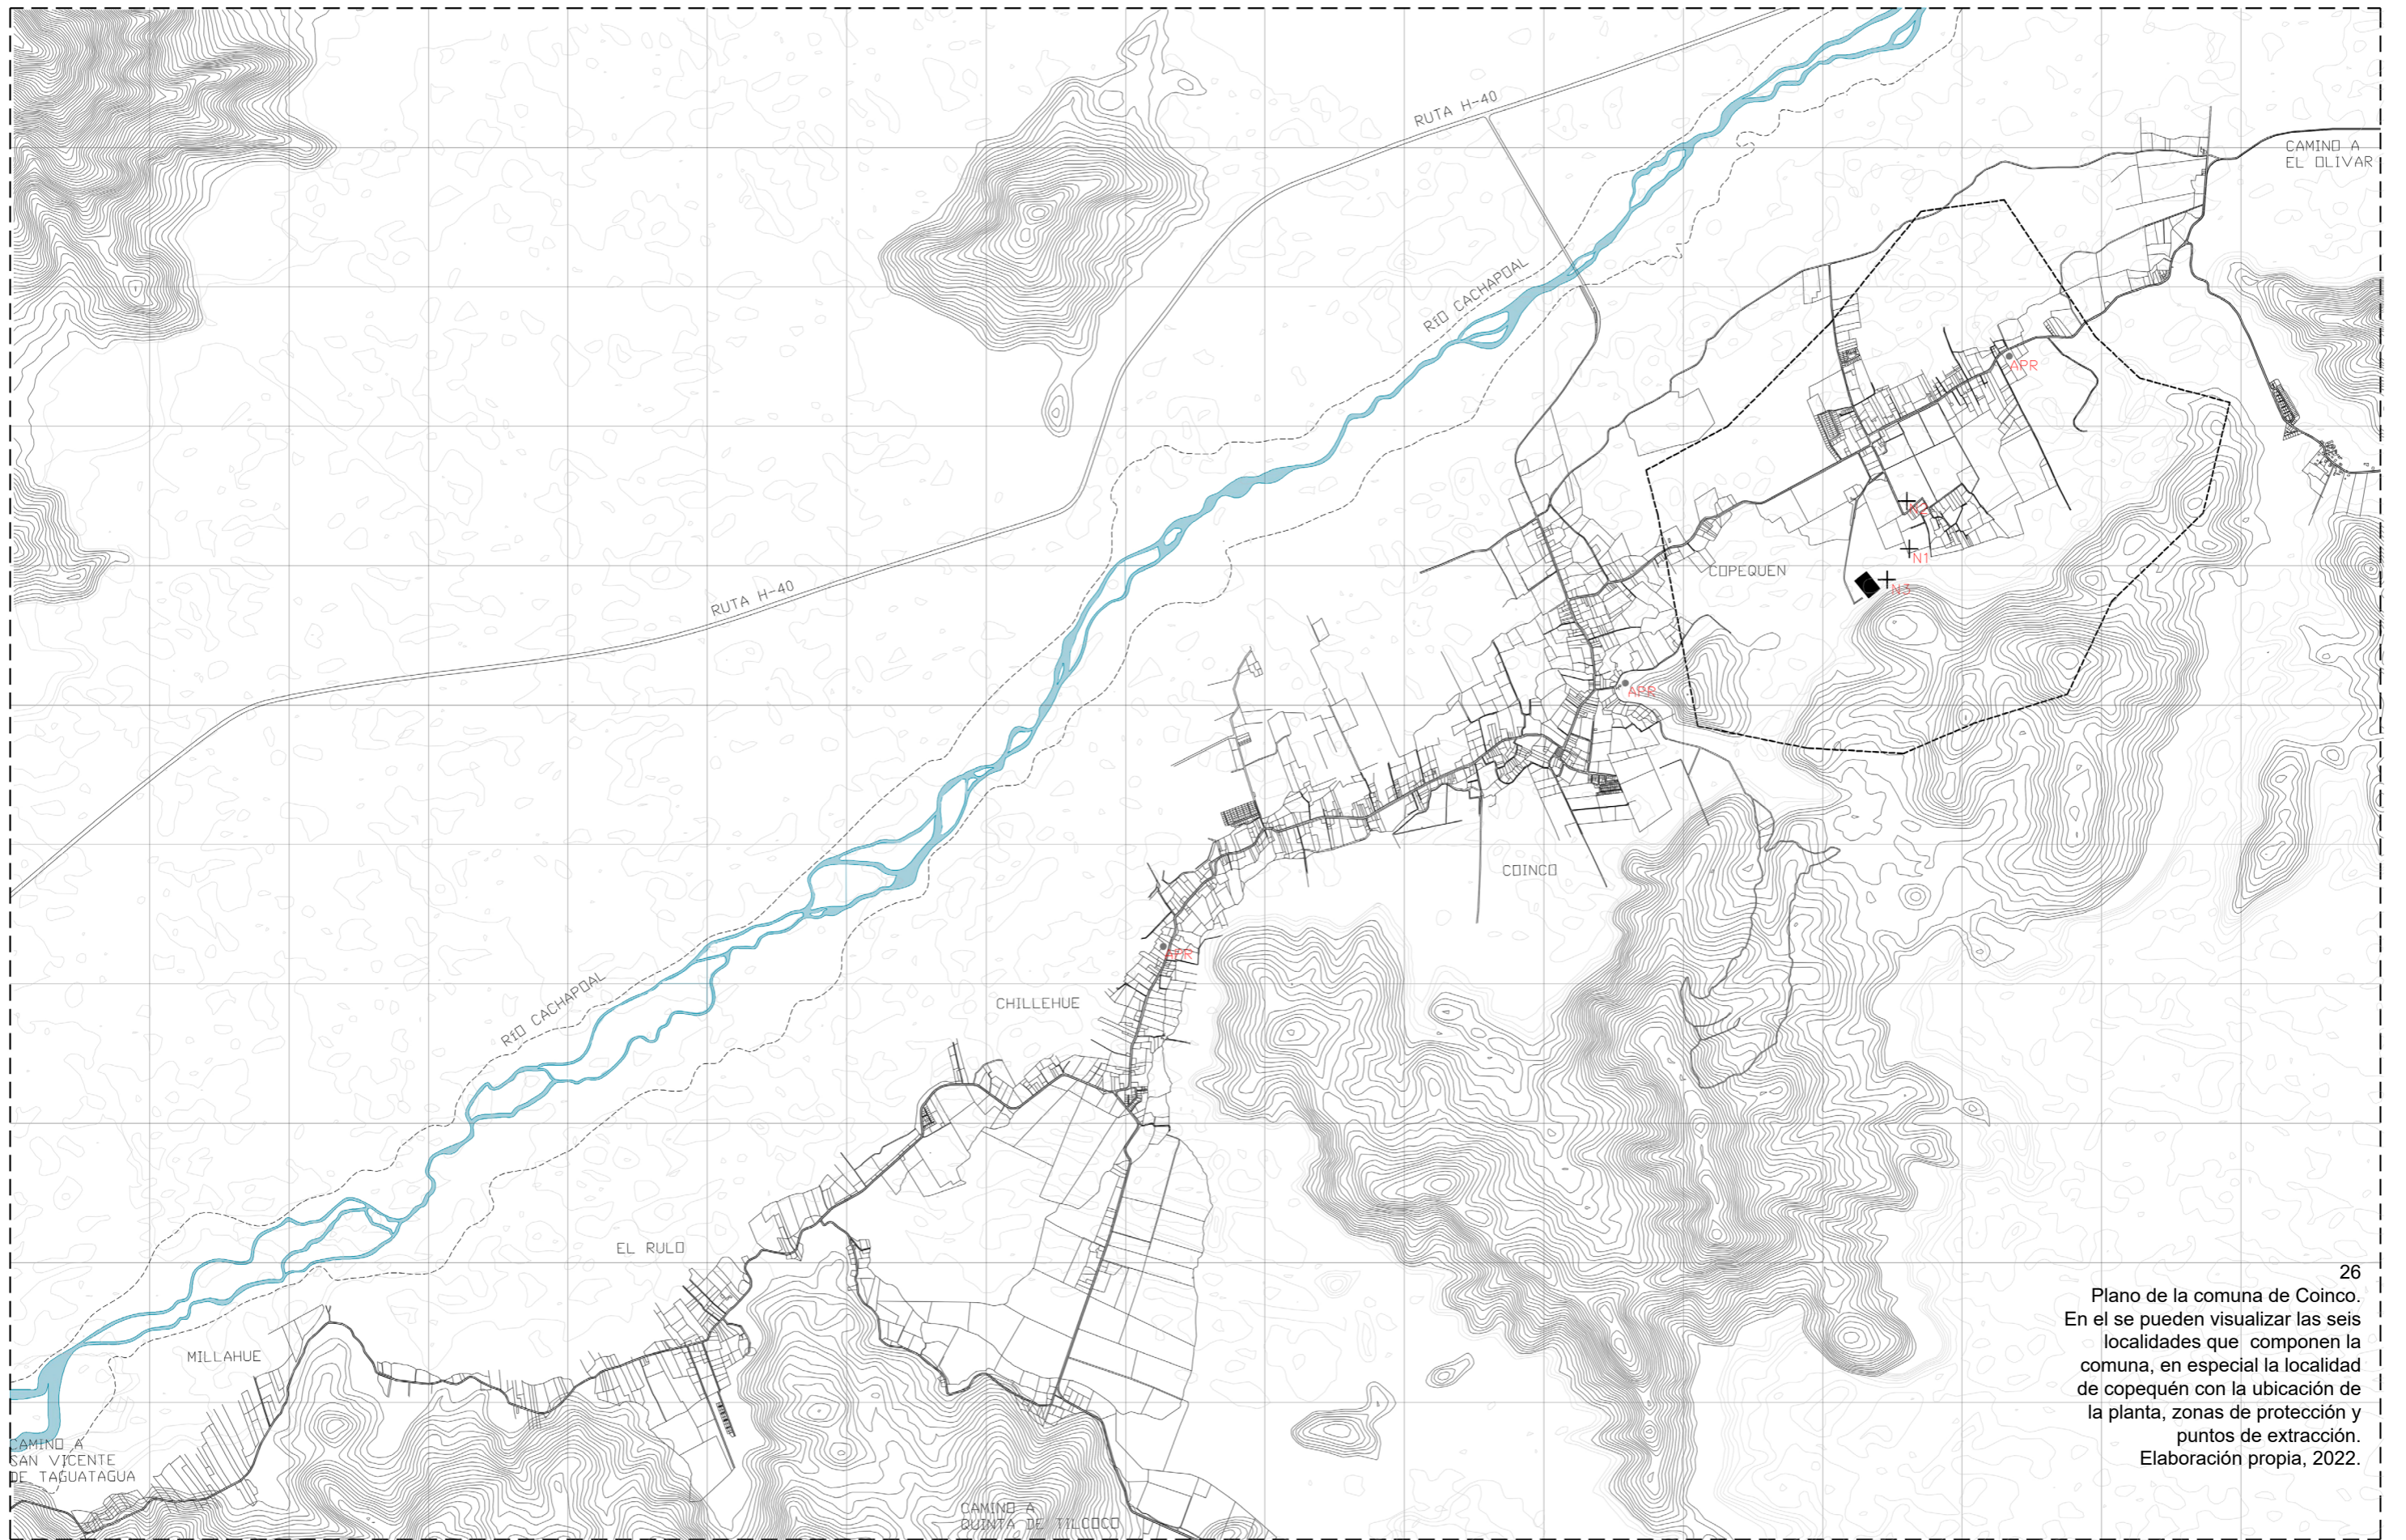 RUTA H-40
CAMINO A
EL OLIVAR
RÍO CACHAPOAL
APR
N2
N1
COPEQUEN
N3
RUTA H-40
APR
COINCO
APR
CHILLEHUE
RÍO CACHAPOAL
EL RULO
MILLAHUE
CAMINO A
SAN VICENTE
DE TAGUATAGUA
CAMINO A
QUINTA DE TILCOCO
26
Plano de la comuna de Coinco.
En el se pueden visualizar las seis
localidades que componen la
comuna, en especial la localidad
de copequén con la ubicación de
la planta, zonas de protección y
puntos de extracción.
Elaboración propia, 2022.